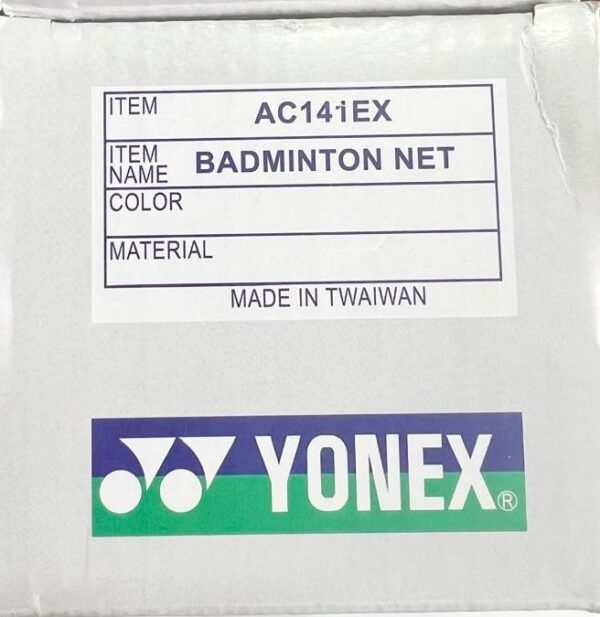 ITEM AC141EX
ITEM NAME BADMINTON NET
COLOR
MATERIAL
MADE IN TWAIWAN
YONEX®